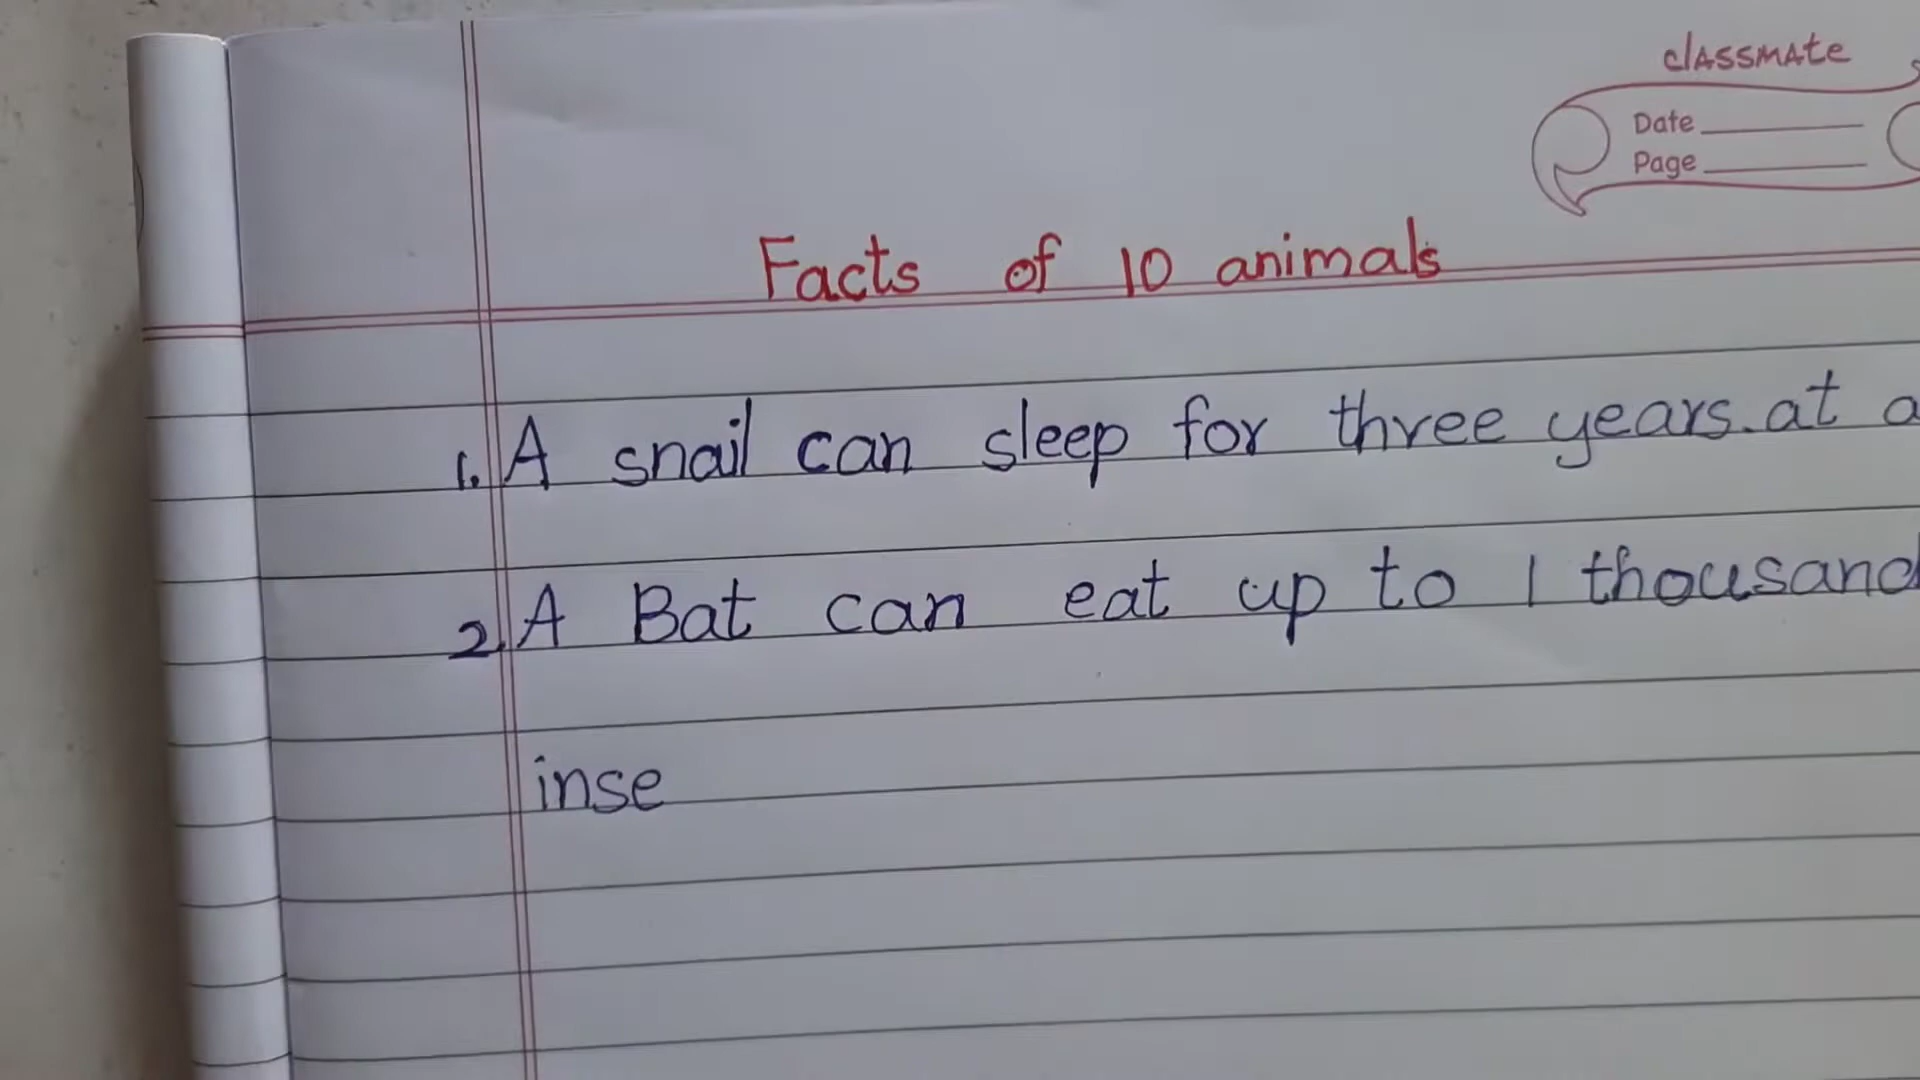 classmate
Date
Page
Facts of 10 animals
1. A snail can sleep for three years. at a
2. A Bat can eat up to 1 thousand
inse